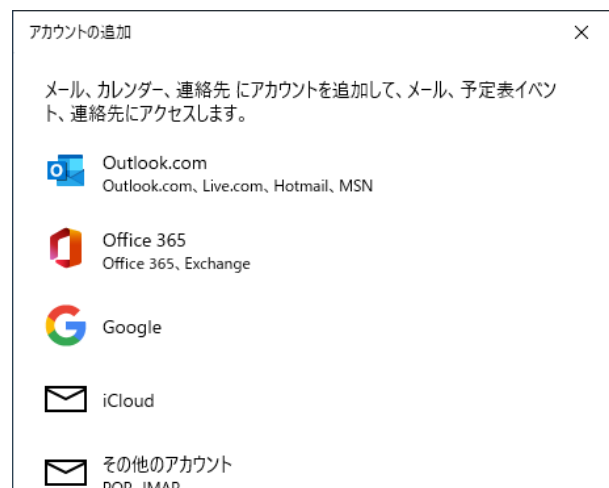 アカウントの追加
メール、カレンダー、連絡先 にアカウントを追加して、メール、予定表イベン
ト、連絡先にアクセスします。
Outlook.com
Outlook.com、Live.com、Hotmail、MSN
Office 365
Office 365、Exchange
Google
iCloud
その他のアカウント
POP、IMAP